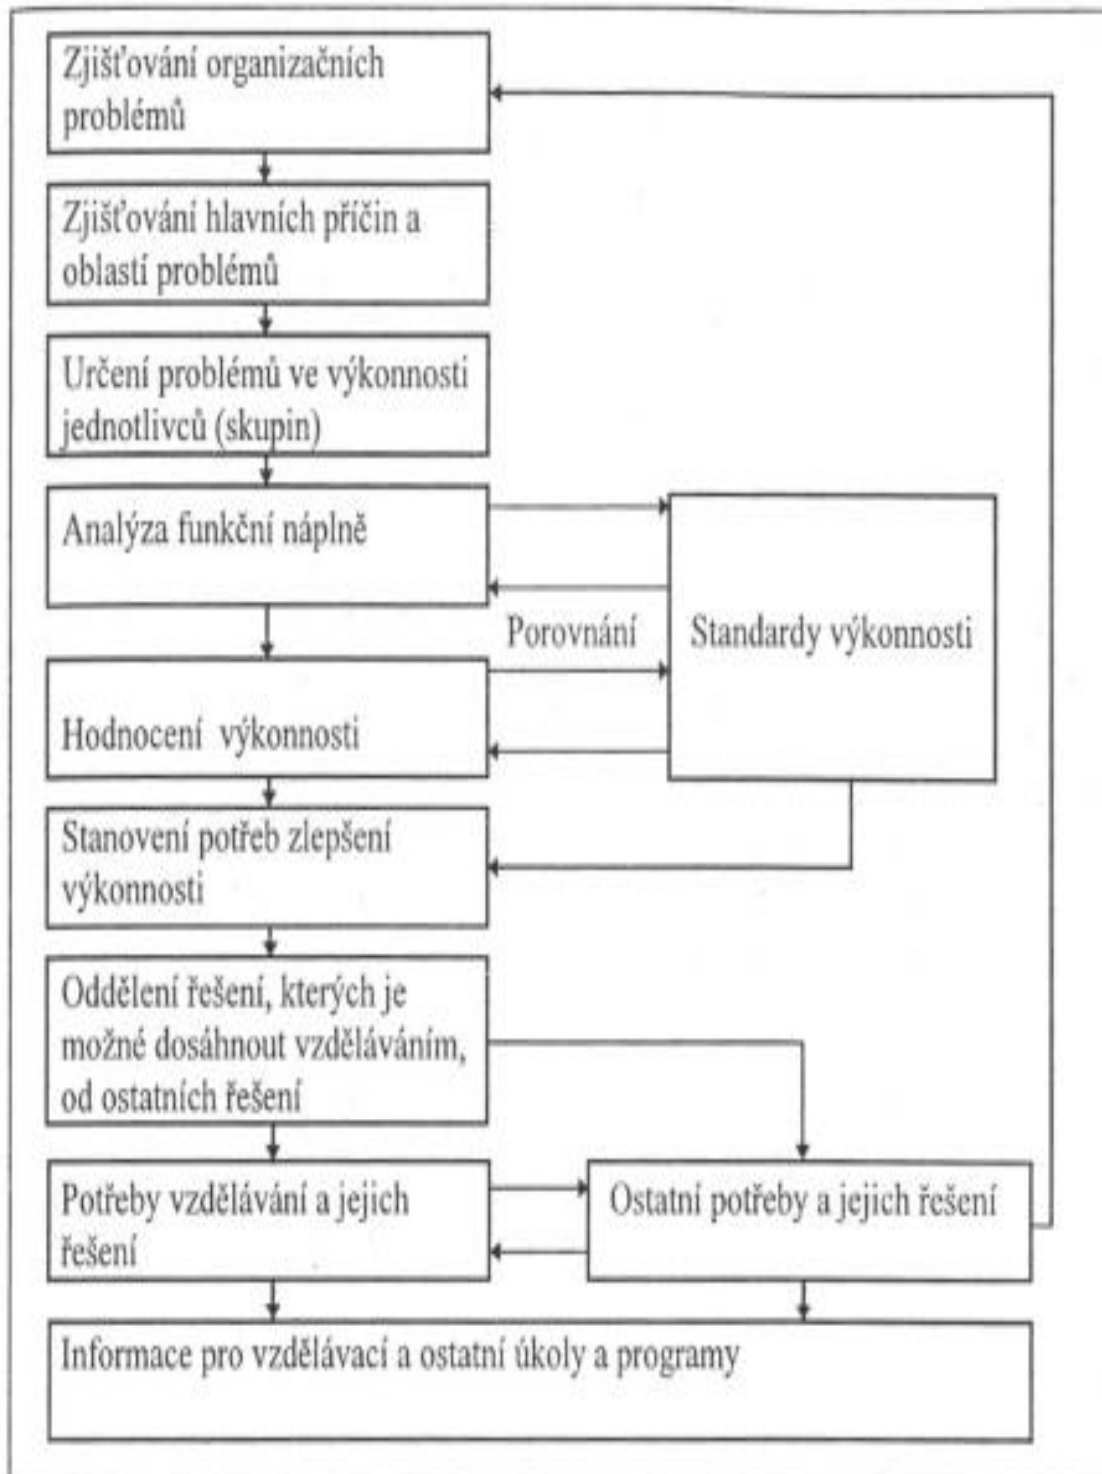 Zjišťování organizačních
problémů
Zjišťování hlavních příčin a
oblastí problémů
Určení problémů ve výkonnosti
jednotlivců (skupin)
Analýza funkční náplně
Porovnání
Standardy výkonnosti
Hodnocení výkonnosti
Stanovení potřeb zlepšení
výkonnosti
Oddělení řešení, kterých je
možné dosáhnout vzděláváním,
od ostatních řešení
Potřeby vzdělávání a jejich
řešení
Ostatní potřeby a jejich řešení
Informace pro vzdělávací a ostatní úkoly a programy